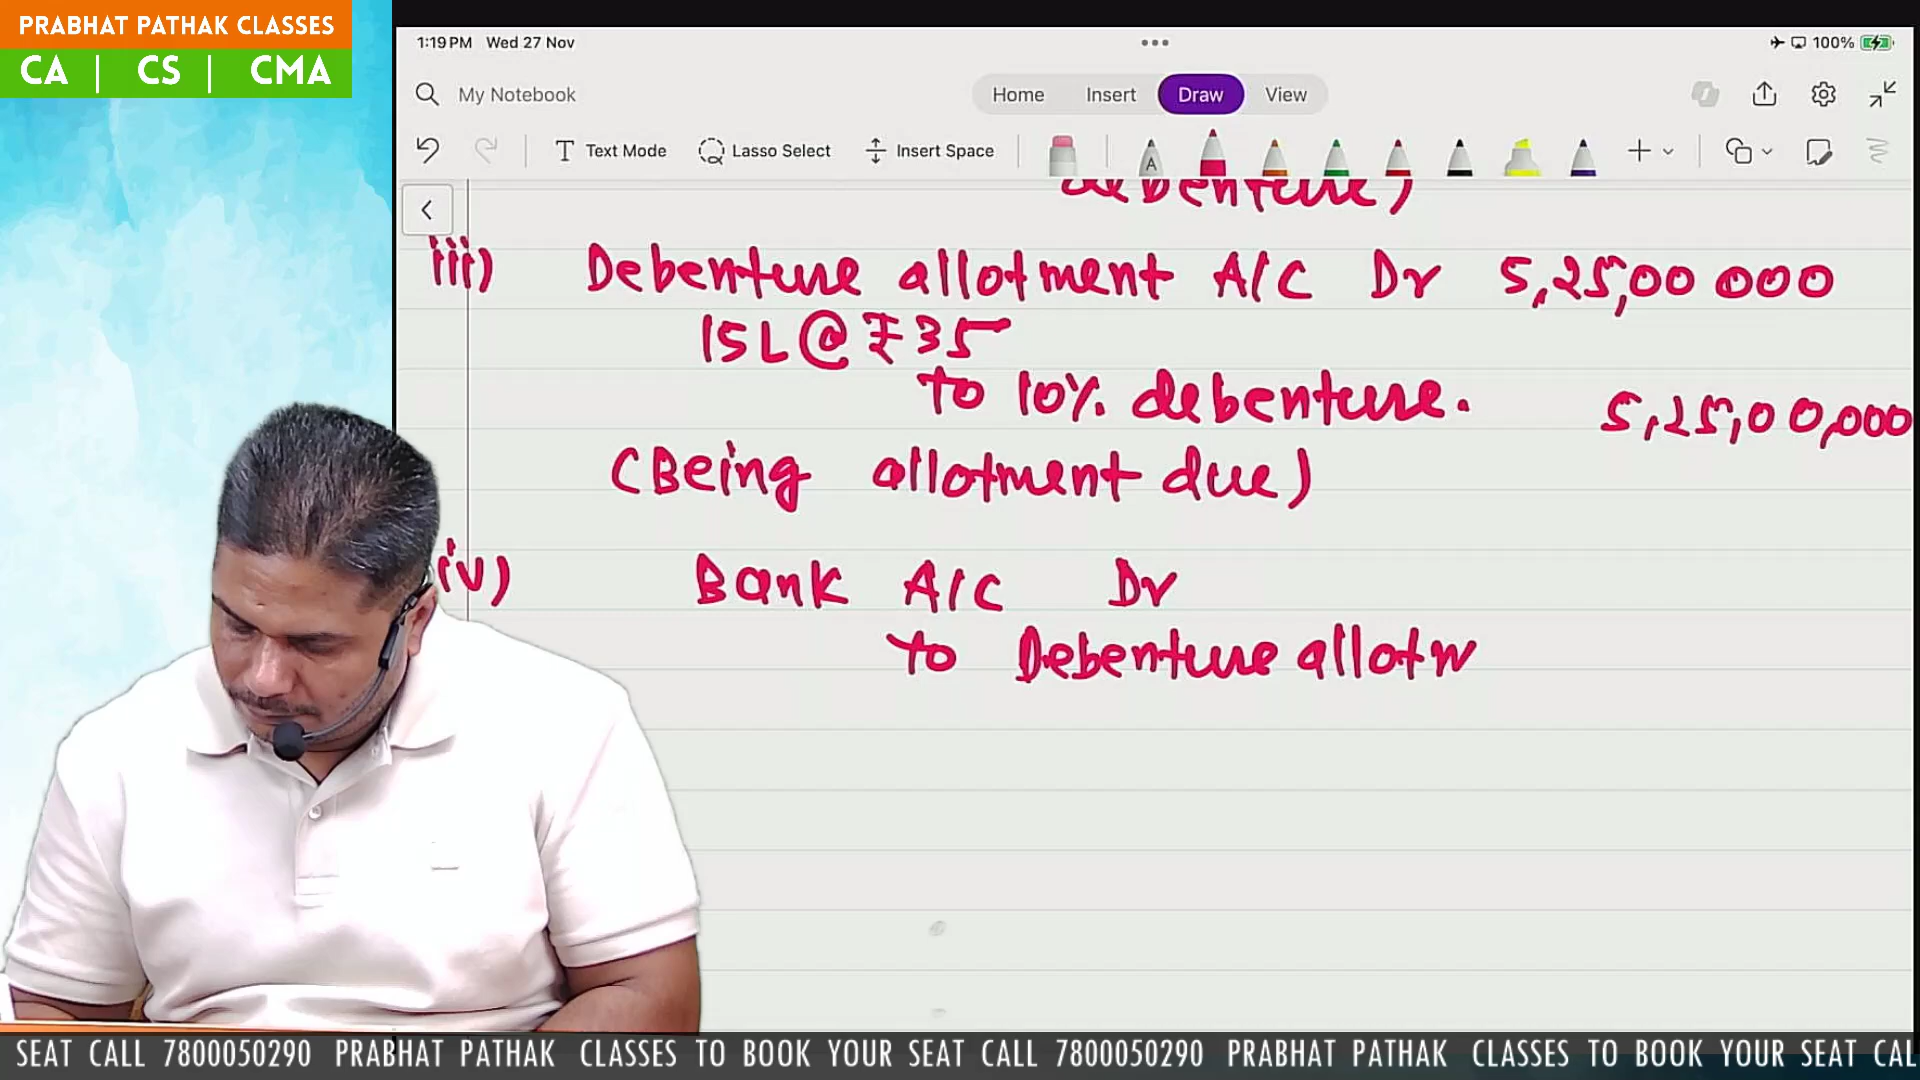 PRABHAT PATHAK CLASSES
CA | CS | CMA
1:19 PM Wed 27 Nov
100%
My Notebook
Home Insert Draw View
Text Mode Lasso Select Insert Space A
debenture)
iii) Debenture allotment A/C Dr 5,25,00 000
15L@₹35
to 10% debenture. 5,25,00,000
(Being allotment due)
iv) Bank A/C Dr
to Debenture allotm
SEAT CALL 7800050290 PRABHAT PATHAK CLASSES TO BOOK YOUR SEAT CALL 7800050290 PRABHAT PATHAK CLASSES TO BOOK YOUR SEAT CAL